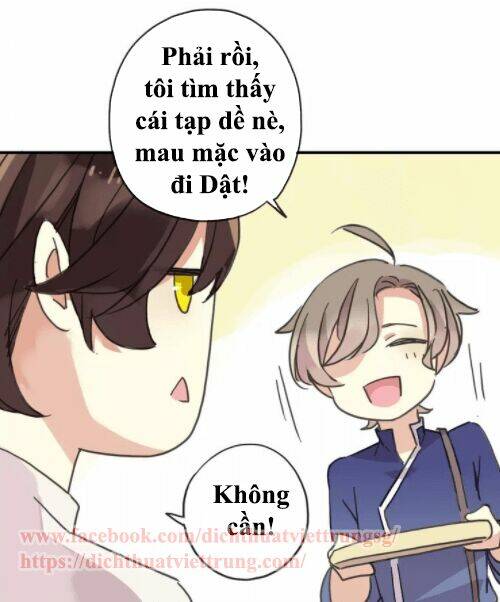 Phải rồi,
tôi tìm thấy
cái tạp dề nè,
mau mặc vào
đi Dật!
Không
cần!
www.facebook.com/dichthuatviettrungsg/
https://dichthuatviettrung.com